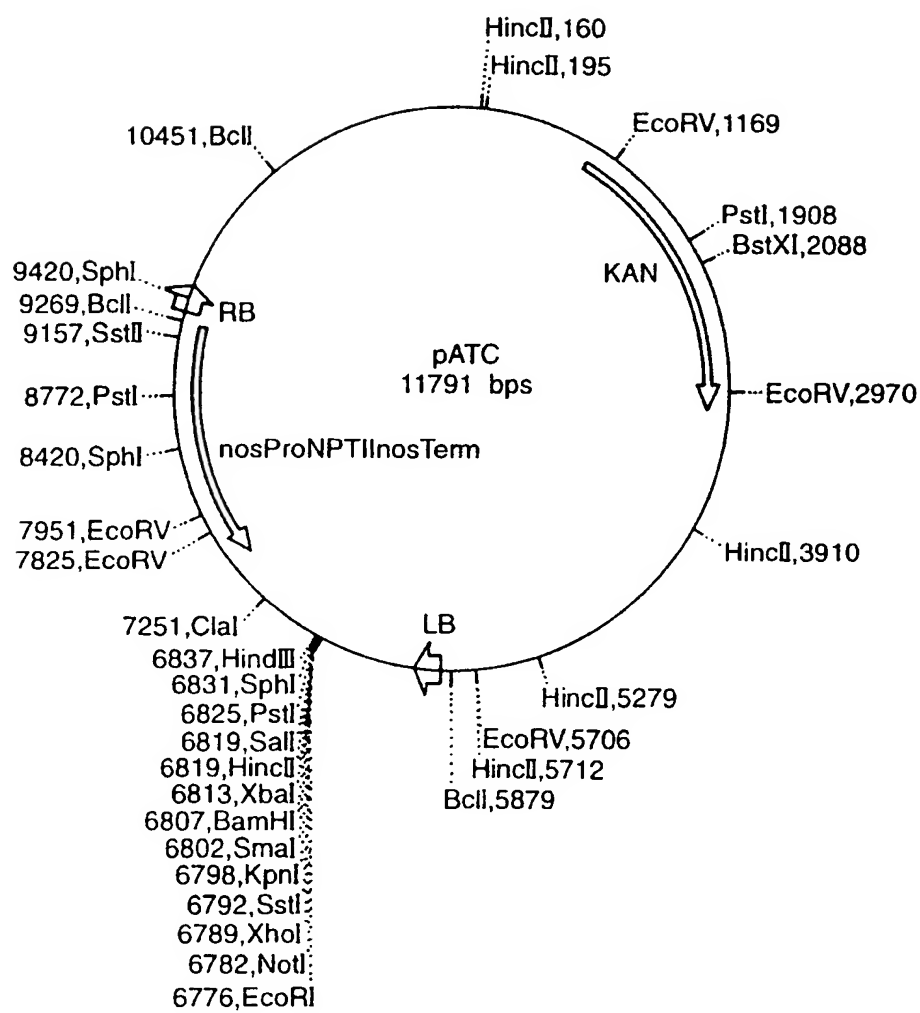 HincⅡ,160
HincⅡ,195
EcoRV,1169
10451,BclI
PstI,1908
BstXI,2088
KAN
9420,SphI
9269,BclI
9157,SstⅡ
RB
pATC
11791 bps
8772,PstI
EcoRV,2970
8420,SphI
nosProNPTIInosTerm
7951,EcoRV
7825,EcoRV
HincⅡ,3910
7251,ClaI
LB
6837,HindⅢ
6831,SphI
6825,PstI
6819,SalI
6819,HincⅡ
6813,XbaI
6807,BamHI
6802,SmaI
6798,KpnI
6792,SstI
6789,XhoI
6782,NotI
6776,EcoRI
HincⅡ,5279
EcoRV,5706
HincⅡ,5712
BclI,5879